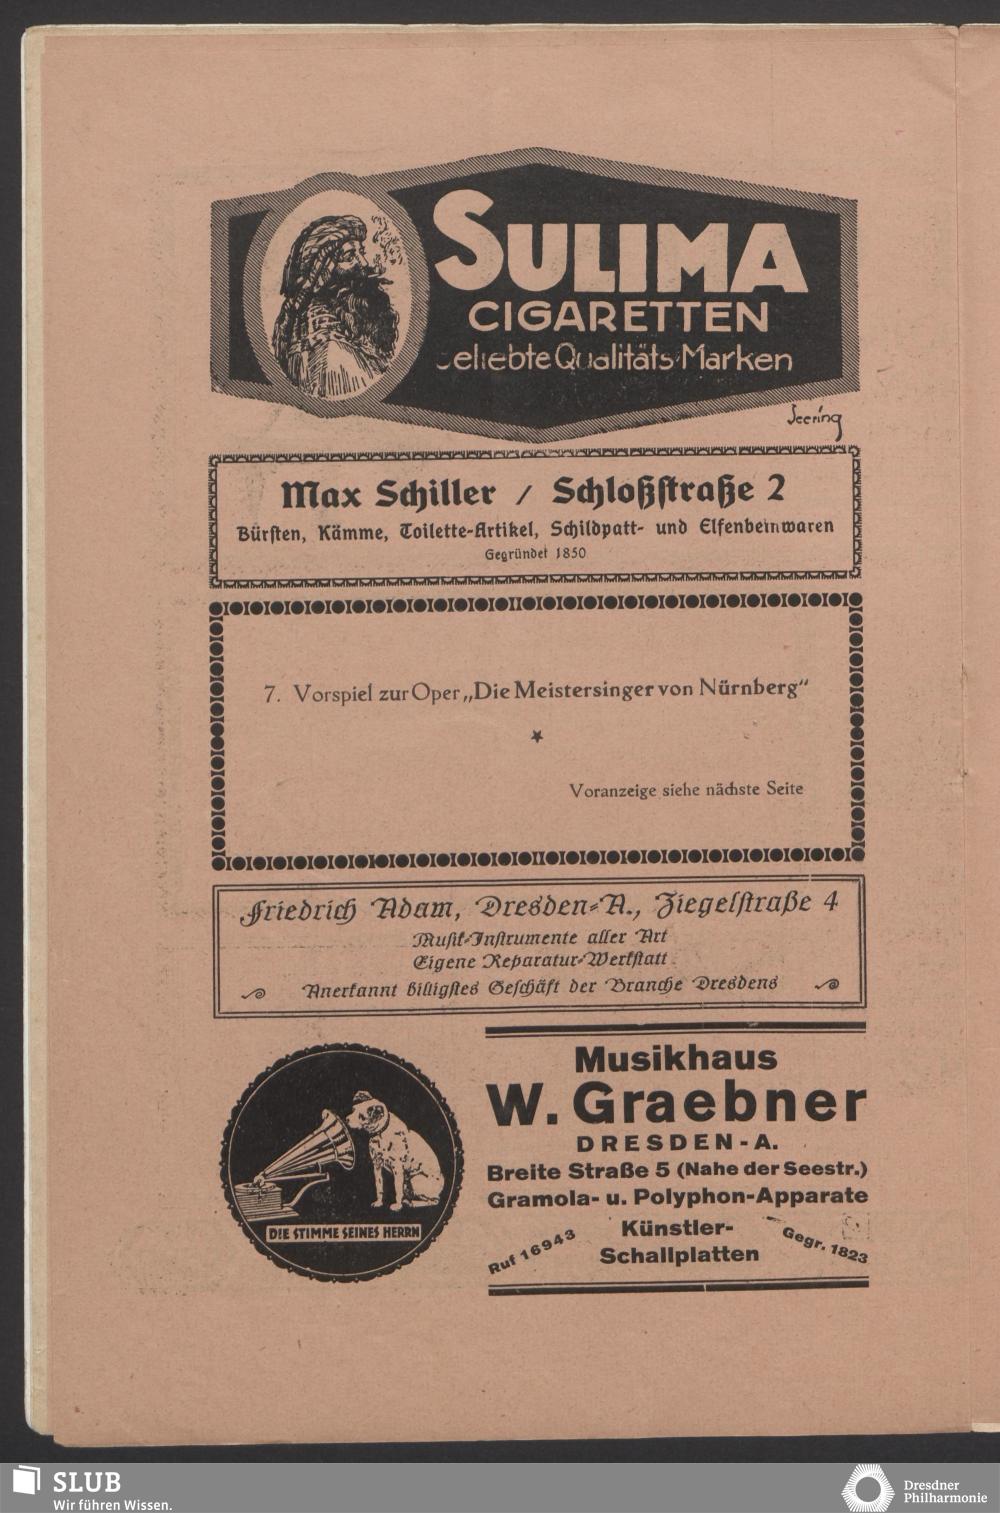 SULIMA
CIGARETTEN
eliebte Qualitäts-Marken
Seering
Max Schiller / Schloßstraße 2
Bürsten, Kämme, Toilette-Artikel, Schildpatt- und Elfenbeinwaren
Gegründet 1850
7. Vorspiel zur Oper „Die Meistersinger von Nürnberg“
Voranzeige siehe nächste Seite
Friedrich Adam, Dresden-A., Ziegelstraße 4
Musik-Instrumente aller Art
Eigene Reparatur-Werkstatt
Anerkannt billigstes Geschäft der Branche Dresdens
DIE STIMME SEINES HERRN
Musikhaus
W. Graebner
DRESDEN-A.
Breite Straße 5 (Nahe der Seestr.)
Gramola- u. Polyphon-Apparate
Künstler-
Schallplatten
Ruf 16943
Gegr. 1823
SLUB
Wir führen Wissen.
Dresdner
Philharmonie